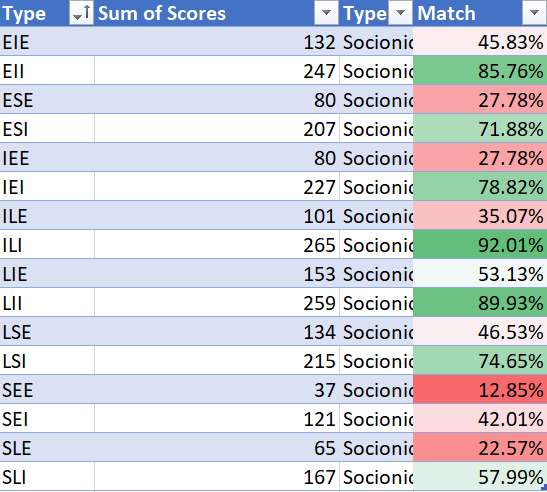 Type Sum of Scores Type Match
EIE 132 Socionic 45.83%
EII 247 Socionic 85.76%
ESE 80 Socionic 27.78%
ESI 207 Socionic 71.88%
IEE 80 Socionic 27.78%
IEI 227 Socionic 78.82%
ILE 101 Socionic 35.07%
ILI 265 Socionic 92.01%
LIE 153 Socionic 53.13%
LII 259 Socionic 89.93%
LSE 134 Socionic 46.53%
LSI 215 Socionic 74.65%
SEE 37 Socionic 12.85%
SEI 121 Socionic 42.01%
SLE 65 Socionic 22.57%
SLI 167 Socionic 57.99%